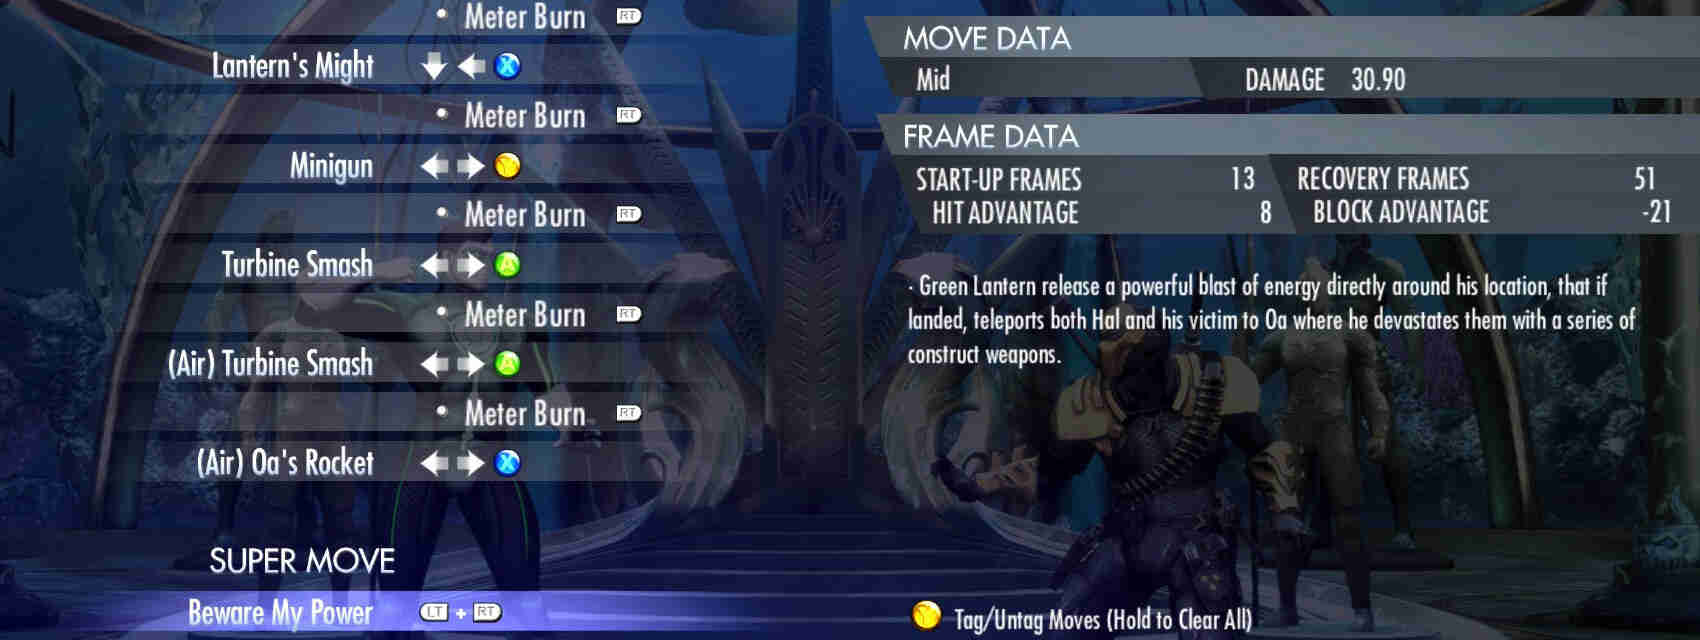 Meter Burn RT
Lantern's Might X
Meter Burn RT
Minigun Y
Meter Burn RT
Turbine Smash A
Meter Burn RT
(Air) Turbine Smash A
Meter Burn RT
(Air) Oa's Rocket X
SUPER MOVE
Beware My Power LT + RT
MOVE DATA
Mid DAMAGE 30.90
FRAME DATA
START-UP FRAMES 13 RECOVERY FRAMES 51
HIT ADVANTAGE 8 BLOCK ADVANTAGE -21
· Green Lantern release a powerful blast of energy directly around his location, that if
landed, teleports both Hal and his victim to Oa where he devastates them with a series of
construct weapons.
Y Tag/Untag Moves (Hold to Clear All)